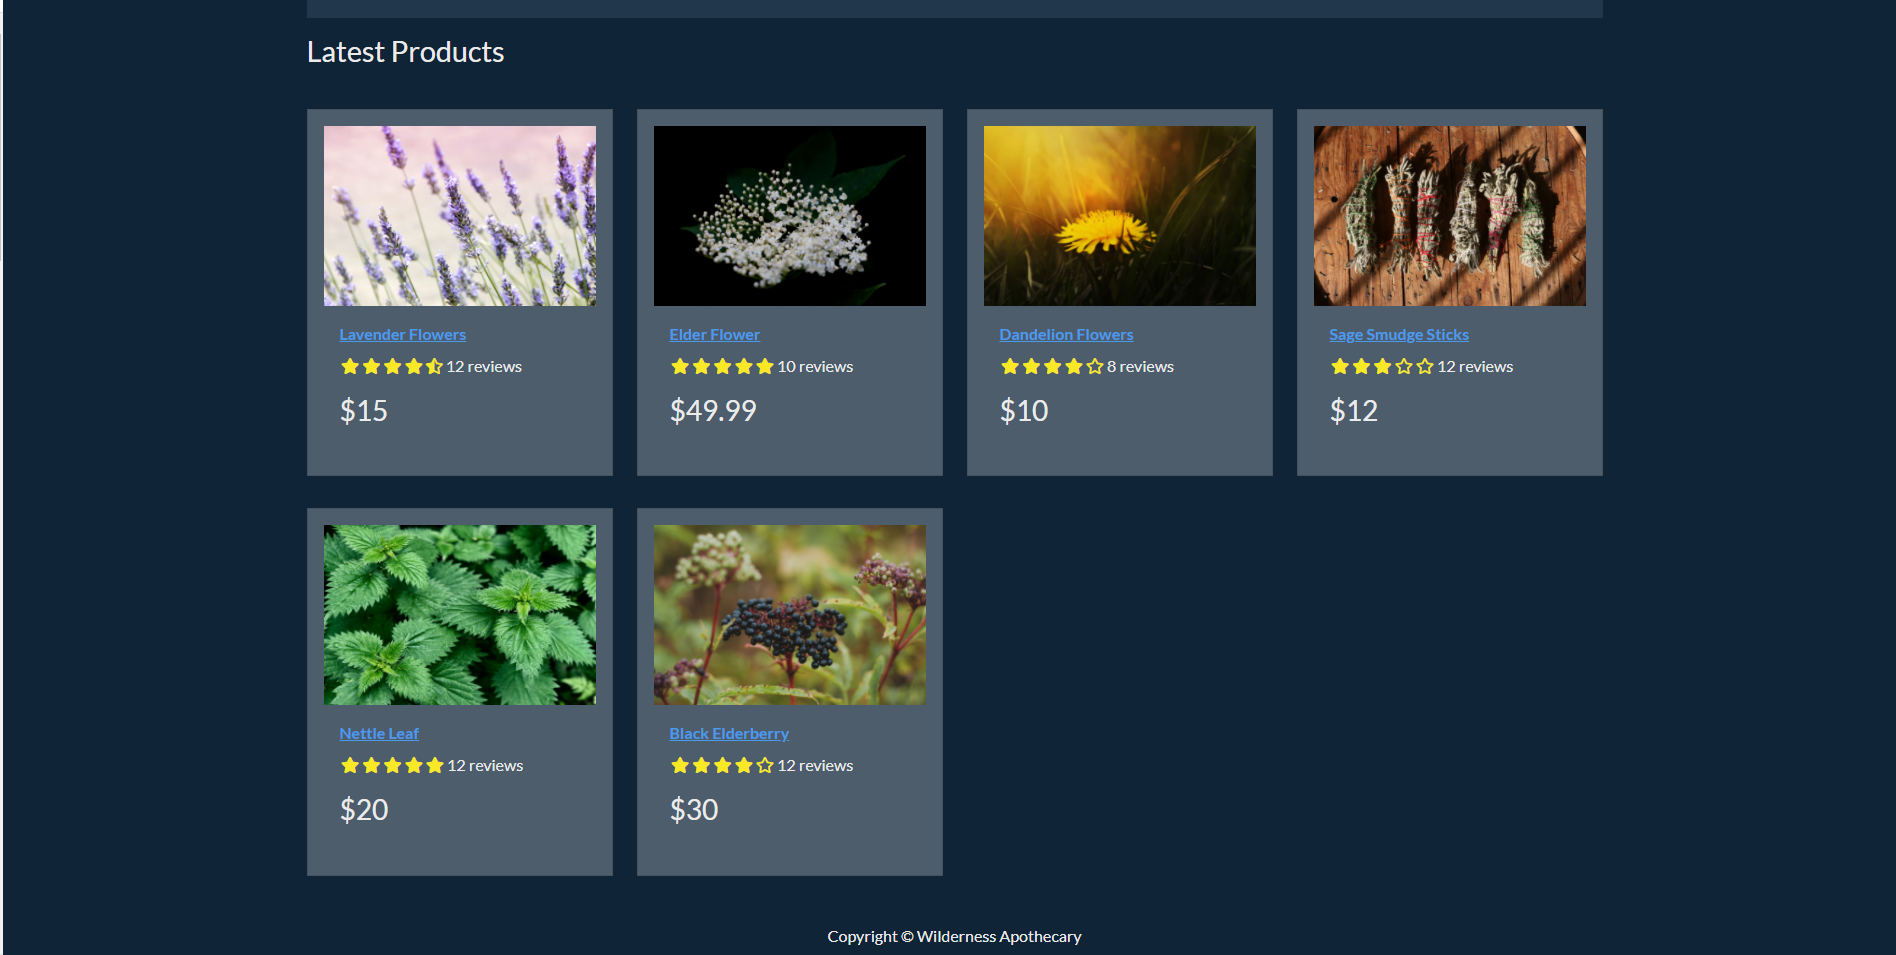 Latest Products
Lavender Flowers
12 reviews
$15
Elder Flower
10 reviews
$49.99
Dandelion Flowers
8 reviews
$10
Sage Smudge Sticks
12 reviews
$12
Nettle Leaf
12 reviews
$20
Black Elderberry
12 reviews
$30
Copyright © Wilderness Apothecary